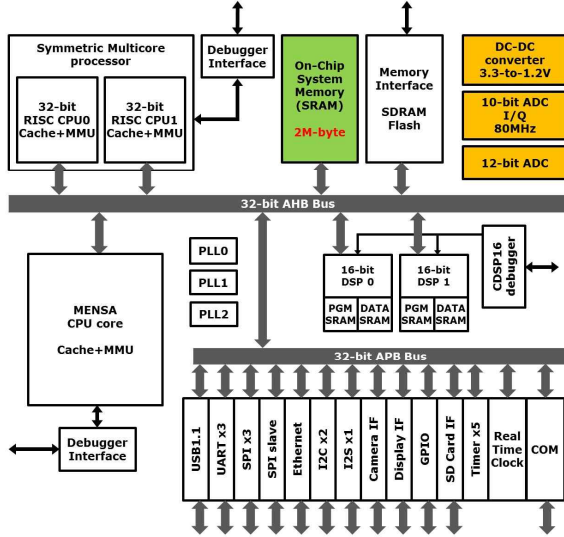 Symmetric Multicore
processor
32-bit
RISC CPU0
Cache+MMU
32-bit
RISC CPU1
Cache+MMU
Debugger
Interface
On-Chip
System
Memory
(SRAM)
2M-byte
Memory
Interface
SDRAM
Flash
DC-DC
converter
3.3-to-1.2V
10-bit ADC
I/Q
80MHz
12-bit ADC
32-bit AHB Bus
MENSA
CPU core
Cache+MMU
PLL0
PLL1
PLL2
16-bit
DSP 0
PGM
SRAM
DATA
SRAM
16-bit
DSP 1
PGM
SRAM
DATA
SRAM
CDSP16
debugger
32-bit APB Bus
Debugger
Interface
USB1.1
UART x3
SPI x3
SPI slave
Ethernet
I2C x2
I2S x1
Camera IF
Display IF
GPIO
SD Card IF
Timer x5
Real
Time
Clock
COM